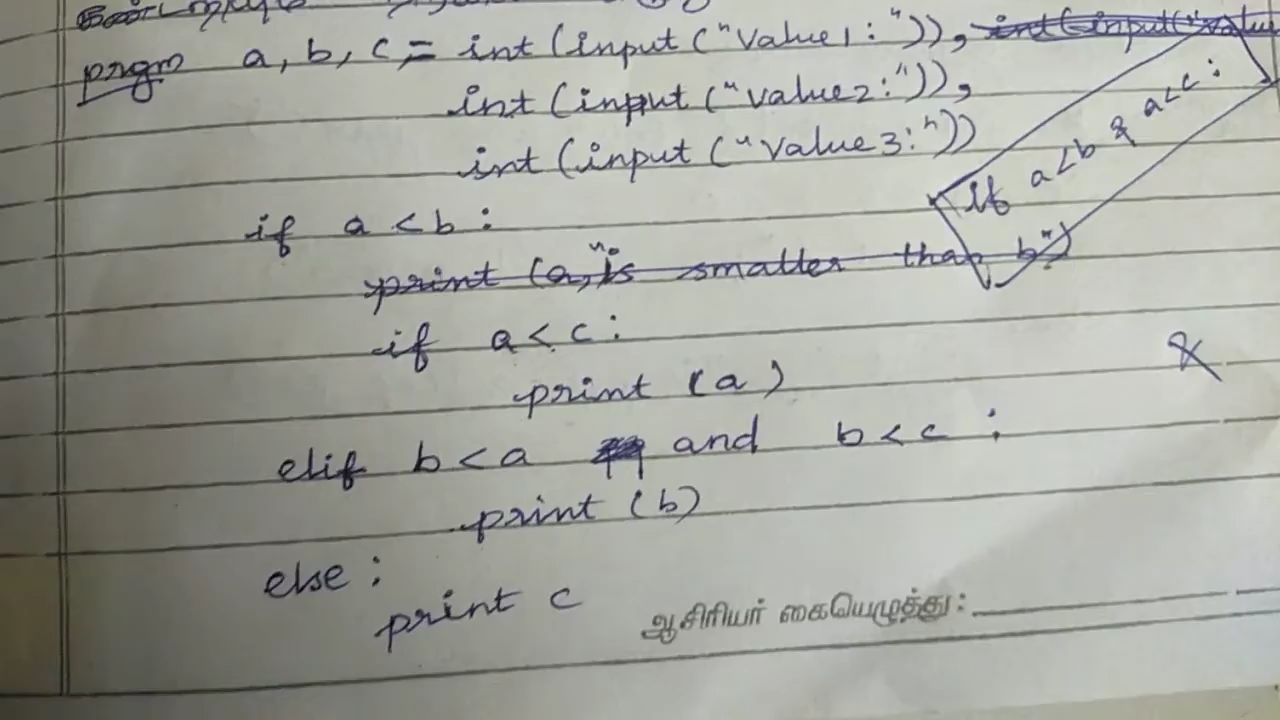 prgm a, b, c = int (input ("Value1:")), int(input("value
int (input ("Value2:")),
int (input ("Value3:"))
if a<b & a<c :
if a < b :
print (a, "is smaller than b")
if a < c :
print (a)
&
elif b < a and b < c :
print (b)
else :
print c
ஆசிரியர் கையெழுத்து: